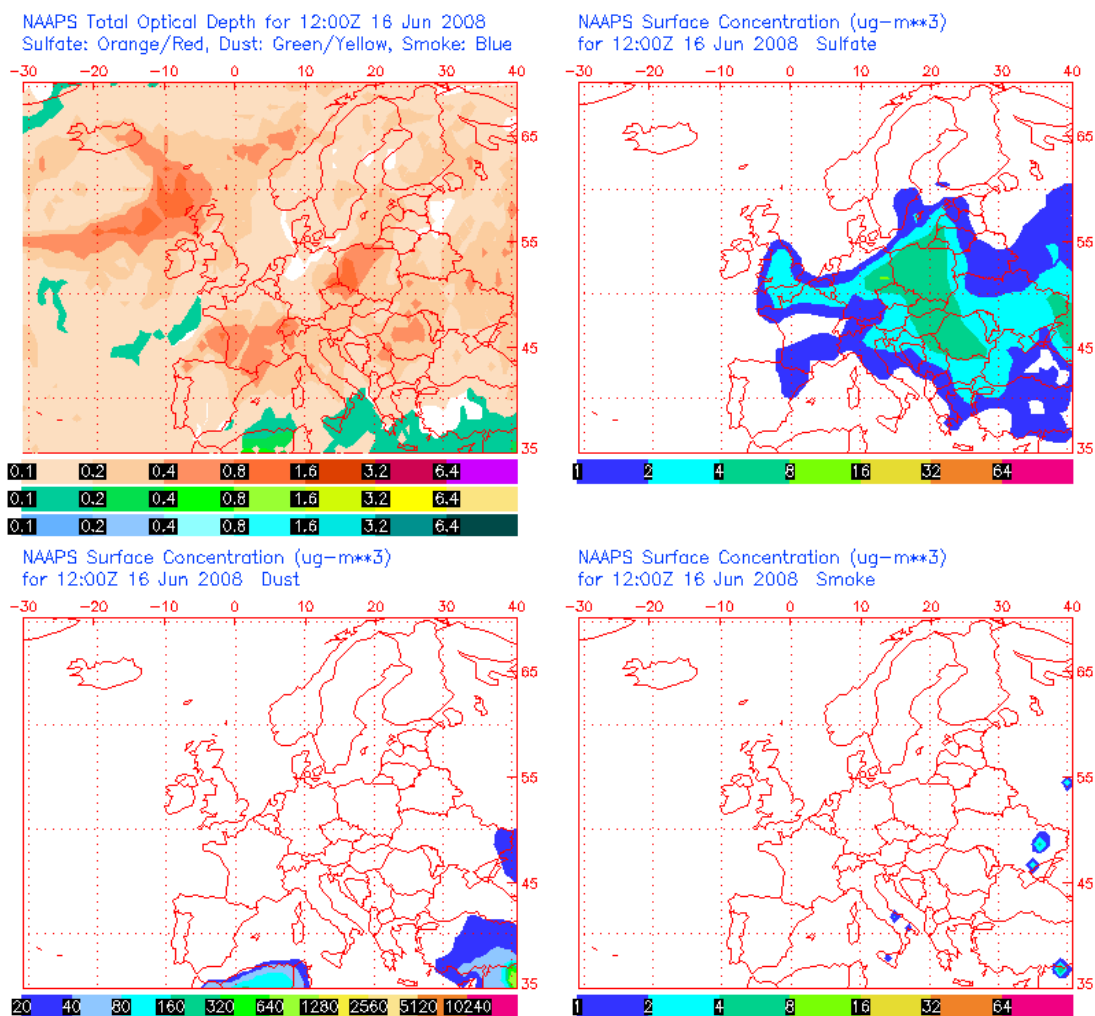 NAAPS Total Optical Depth for 12:00Z 16 Jun 2008
Sulfate: Orange/Red, Dust: Green/Yellow, Smoke: Blue
-30 -20 -10 0 10 20 30 40
65
55
45
35
0.1 0.2 0.4 0.8 1.6 3.2 6.4
0.1 0.2 0.4 0.8 1.6 3.2 6.4
0.1 0.2 0.4 0.8 1.6 3.2 6.4
NAAPS Surface Concentration (ug-m**3)
for 12:00Z 16 Jun 2008 Sulfate
-30 -20 -10 0 10 20 30 40
65
55
45
35
1 2 4 8 16 32 64
NAAPS Surface Concentration (ug-m**3)
for 12:00Z 16 Jun 2008 Dust
-30 -20 -10 0 10 20 30 40
65
55
45
35
20 40 80 160 320 640 1280 2560 5120 10240
NAAPS Surface Concentration (ug-m**3)
for 12:00Z 16 Jun 2008 Smoke
-30 -20 -10 0 10 20 30 40
65
55
45
35
1 2 4 8 16 32 64